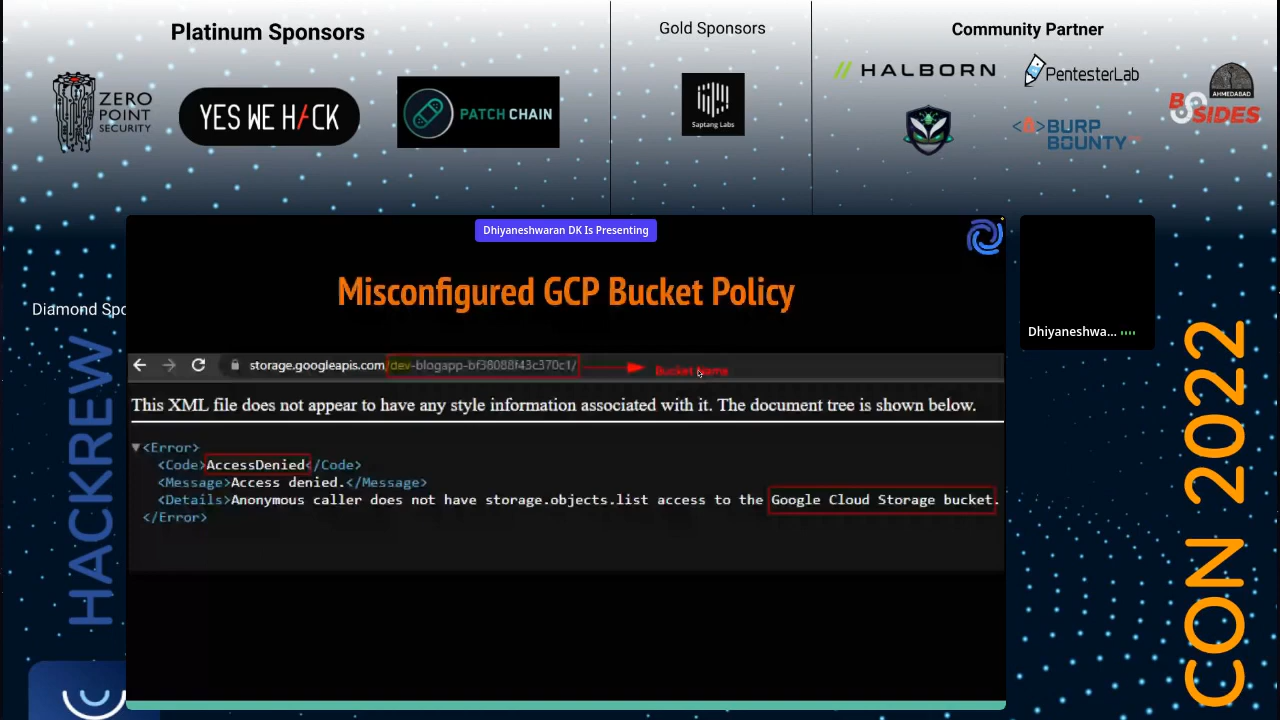 Platinum Sponsors
Gold Sponsors
Community Partner
ZERO
POINT
SECURITY
YES WE H/CK
PATCH CHAIN
Saptang Labs
HALBORN
PentesterLab
AHMEDABAD
BSIDES
<>BURP
BOUNTY
Dhiyaneshwaran DK Is Presenting
Misconfigured GCP Bucket Policy
Diamond Spo
Dhiyaneshwa...
storage.googleapis.com/dev-blogapp-bf38088f43c370c1/
Bucket Name
This XML file does not appear to have any style information associated with it. The document tree is shown below.
▼<Error>
<Code>AccessDenied</Code>
<Message>Access denied.</Message>
<Details>Anonymous caller does not have storage.objects.list access to the Google Cloud Storage bucket.
</Error>
HACKREW
CON 2022